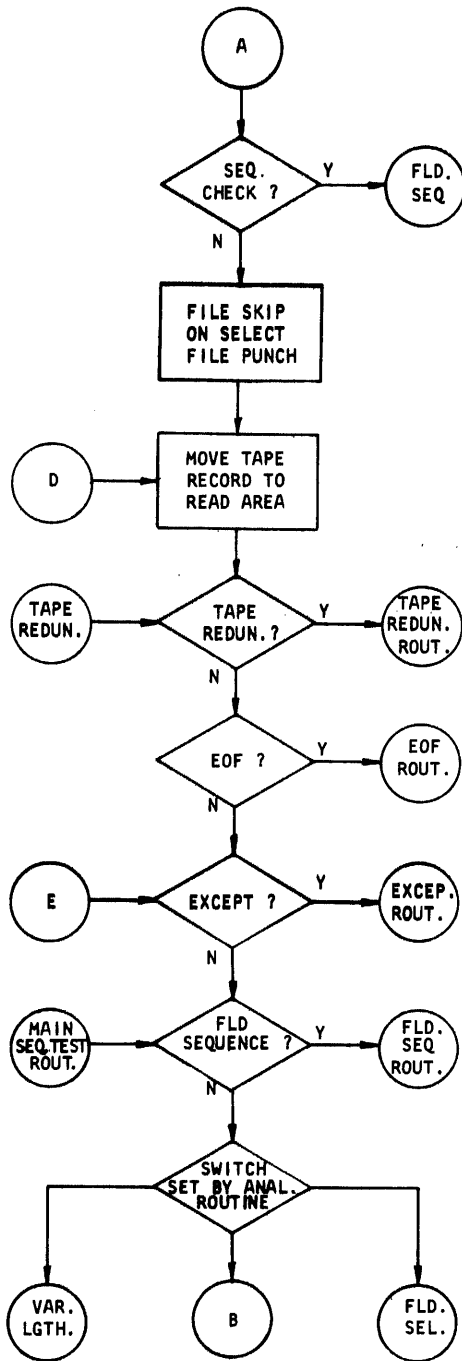 A
SEQ.
CHECK ?
Y
FLD.
SEQ
N
FILE SKIP
ON SELECT
FILE PUNCH
D
MOVE TAPE
RECORD TO
READ AREA
TAPE
REDUN.
TAPE
REDUN. ?
Y
TAPE
REDUN.
ROUT.
N
EOF ?
Y
EOF
ROUT.
N
E
EXCEPT ?
Y
EXCEP.
ROUT.
N
MAIN
SEQ.TEST
ROUT.
FLD
SEQUENCE ?
Y
FLD.
SEQ
ROUT.
N
SWITCH
SET BY ANAL.
ROUTINE
VAR.
LGTH.
B
FLD.
SEL.